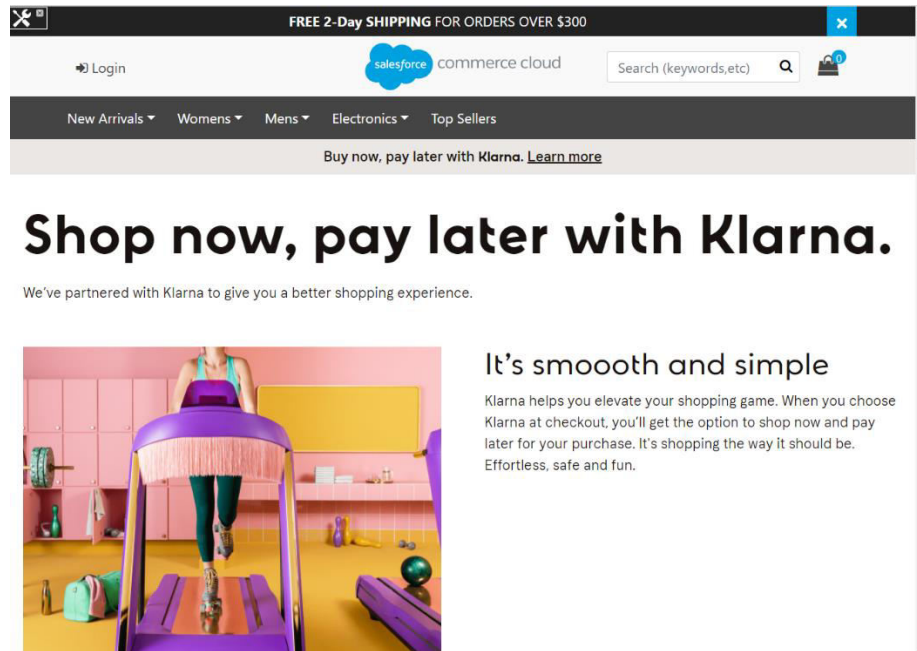 FREE 2-Day SHIPPING FOR ORDERS OVER $300
Login
salesforce commerce cloud
Search (keywords,etc)
0
New Arrivals Womens Mens Electronics Top Sellers
Buy now, pay later with Klarna. Learn more
Shop now, pay later with Klarna.
We've partnered with Klarna to give you a better shopping experience.
It's smoooth and simple
Klarna helps you elevate your shopping game. When you choose
Klarna at checkout, you'll get the option to shop now and pay
later for your purchase. It's shopping the way it should be.
Effortless, safe and fun.